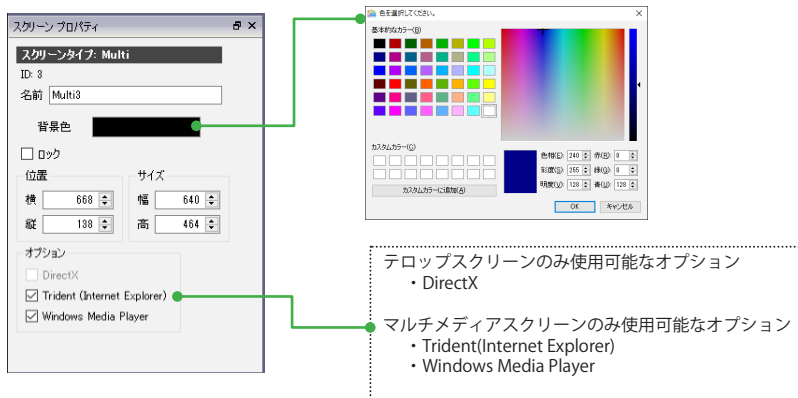 スクリーン プロパティ
スクリーンタイプ: Multi
ID: 3
名前 Multi3
背景色
ロック
位置
横 668
縦 138
サイズ
幅 640
高 464
オプション
DirectX
Trident (Internet Explorer)
Windows Media Player
色を選択してください。
基本的なカラー(B)
カスタムカラー(C)
カスタムカラーに追加(A)
色相(E): 240 赤(R): 0
彩度(S): 255 緑(G): 0
明度(V): 128 青(U): 128
OK キャンセル
テロップスクリーンのみ使用可能なオプション
・DirectX
マルチメディアスクリーンのみ使用可能なオプション
・Trident(Internet Explorer)
・Windows Media Player